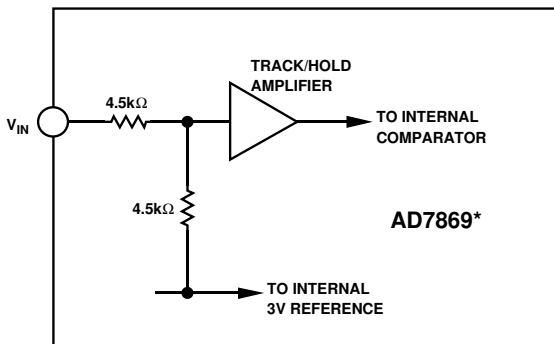 TRACK/HOLD
AMPLIFIER
4.5kΩ
V_IN
TO INTERNAL
COMPARATOR
4.5kΩ
AD7869*
TO INTERNAL
3V REFERENCE